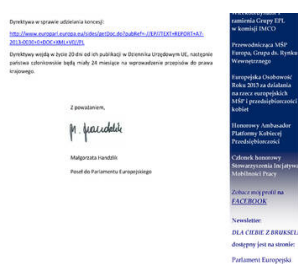 Dyrektywa w sprawie udzielania koncesji:
http://www.europarl.europa.eu/sides/getDoc.do?pubRef=-//EP//TEXT+REPORT+A7-
2013-0030+0+DOC+XML+V0//PL
Dyrektywy wejdą w życie 20 dni od ich publikacji w Dzienniku Urzędowym UE, następnie
państwa członkowskie będą miały 24 miesiące na wprowadzenie przepisów do prawa
krajowego.
Z poważaniem,
M. Handzlik
Małgorzata Handzlik
Poseł do Parlamentu Europejskiego
ramienia Grupy EPL
w komisji IMCO
Przewodnicząca MŚP
Europa, Grupa ds. Rynku
Wewnętrznego
Europejska Osobowość
Roku 2013 za działania
na rzecz europejskich
MŚP i przedsiębiorczości
kobiet
Honorowy Ambasador
Platformy Kobiecej
Przedsiębiorczości
Członek honorowy
Stowarzyszenia Inicjatywa
Mobilności Pracy
Zobacz mój profil na
FACEBOOK
Newsletter:
DLA CIEBIE Z BRUKSELI
dostępny jest na stronie:
Parlament Europejski